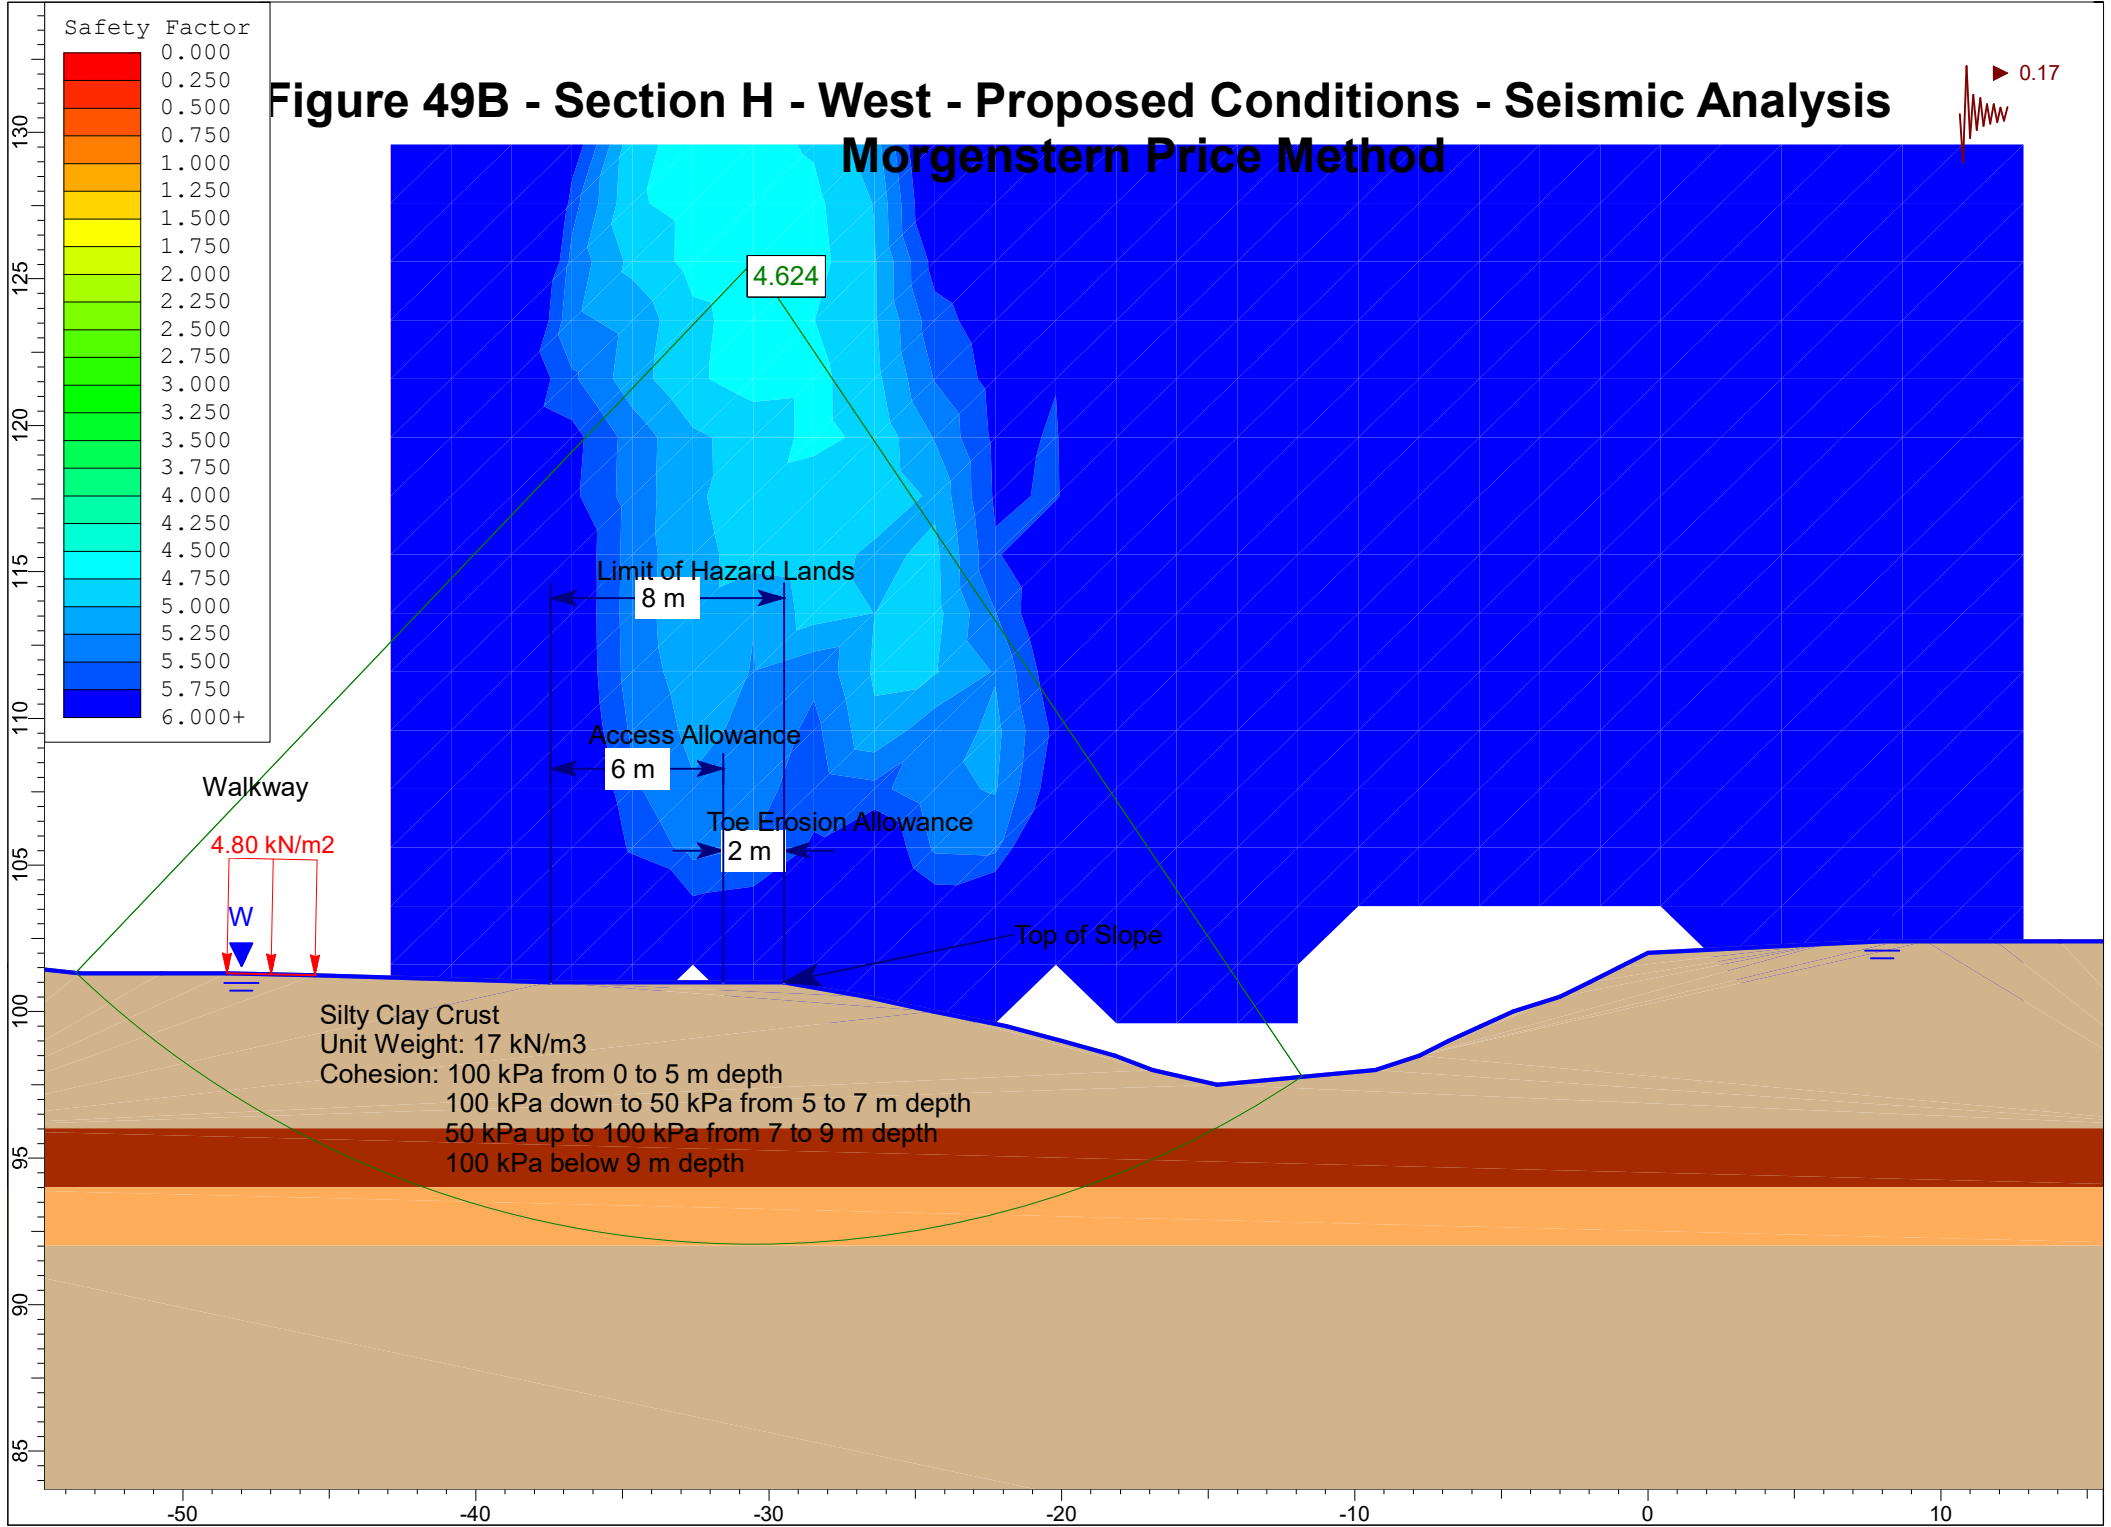 Safety Factor
0.000
0.250
0.500
0.750
1.000
1.250
1.500
1.750
2.000
2.250
2.500
2.750
3.000
3.250
3.500
3.750
4.000
4.250
4.500
4.750
5.000
5.250
5.500
5.750
6.000+
Figure 49B - Section H - West - Proposed Conditions - Seismic Analysis
Morgenstern Price Method
0.17
4.624
Limit of Hazard Lands
8 m
Access Allowance
6 m
Toe Erosion Allowance
2 m
Walkway
4.80 kN/m2
W
Top of Slope
Silty Clay Crust
Unit Weight: 17 kN/m3
Cohesion: 100 kPa from 0 to 5 m depth
100 kPa down to 50 kPa from 5 to 7 m depth
50 kPa up to 100 kPa from 7 to 9 m depth
100 kPa below 9 m depth
130
125
120
115
110
105
100
95
90
85
-50
-40
-30
-20
-10
0
10